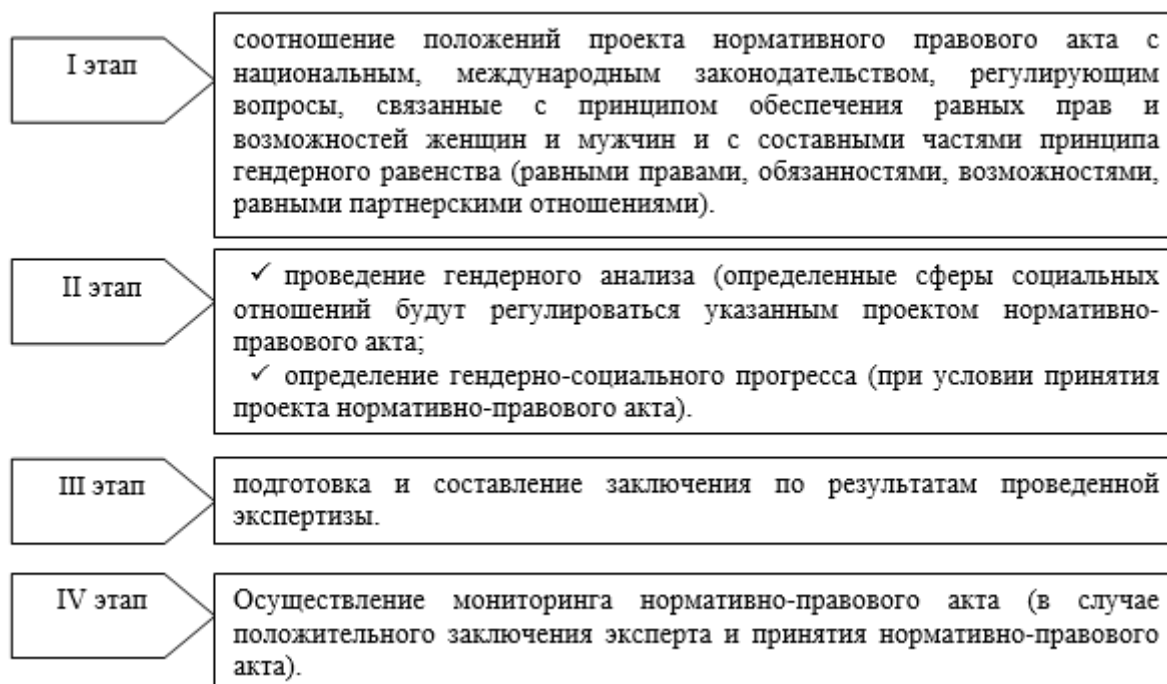 I этап
соотношение положений проекта нормативного правового акта с
национальным, международным законодательством, регулирующим
вопросы, связанные с принципом обеспечения равных прав и
возможностей женщин и мужчин и с составными частями принципа
гендерного равенства (равными правами, обязанностями, возможностями,
равными партнерскими отношениями).
II этап
✓ проведение гендерного анализа (определенные сферы социальных
отношений будут регулироваться указанным проектом нормативно-
правового акта;
✓ определение гендерно-социального прогресса (при условии принятия
проекта нормативно-правового акта).
III этап
подготовка и составление заключения по результатам проведенной
экспертизы.
IV этап
Осуществление мониторинга нормативно-правового акта (в случае
положительного заключения эксперта и принятия нормативно-правового
акта).